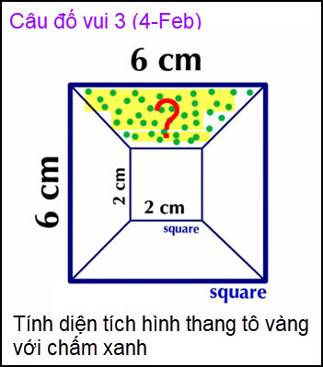 Câu đố vui 3 (4-Feb)
6 cm
?
6 cm
2 cm
2 cm
square
square
Tính diện tích hình thang tô vàng
với chấm xanh